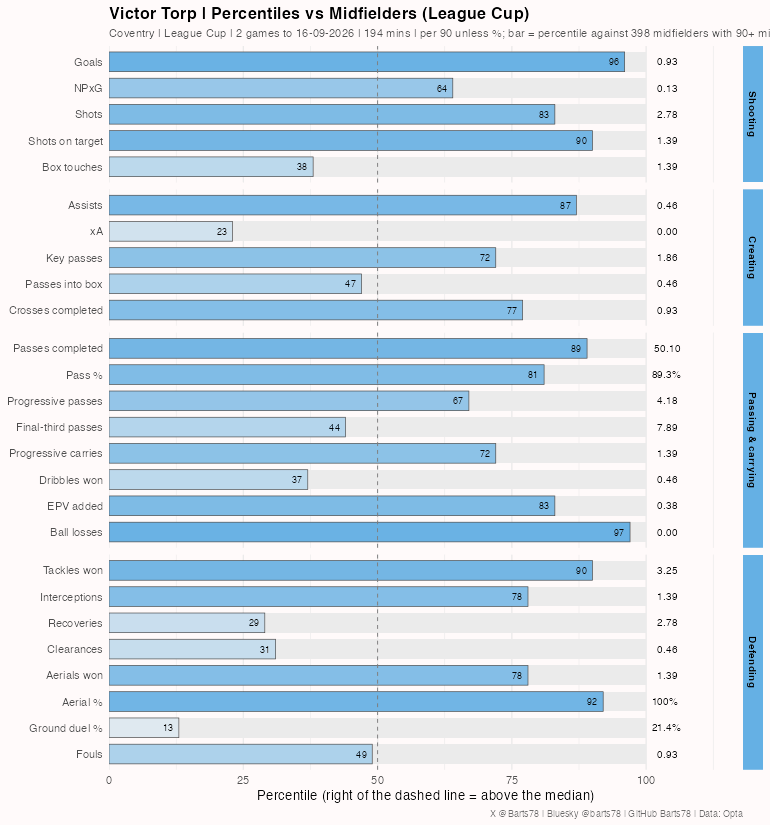 Victor Torp | Percentiles vs Midfielders (League Cup)
Coventry | League Cup | 2 games to 16-09-2026 | 194 mins | per 90 unless %; bar = percentile against 398 midfielders with 90+ mi
Goals 96 0.93
NPxG 64 0.13
Shots 83 2.78
Shots on target 90 1.39
Box touches 38 1.39
Shooting
Assists 87 0.46
xA 23 0.00
Key passes 72 1.86
Passes into box 47 0.46
Crosses completed 77 0.93
Creating
Passes completed 89 50.10
Pass % 81 89.3%
Progressive passes 67 4.18
Final-third passes 44 7.89
Progressive carries 72 1.39
Dribbles won 37 0.46
EPV added 83 0.38
Ball losses 97 0.00
Passing & carrying
Tackles won 90 3.25
Interceptions 78 1.39
Recoveries 29 2.78
Clearances 31 0.46
Aerials won 78 1.39
Aerial % 92 100%
Ground duel % 13 21.4%
Fouls 49 0.93
Defending
0 25 50 75 100
Percentile (right of the dashed line = above the median)
X @Barts78 | Bluesky @barts78 | GitHub Barts78 | Data: Opta